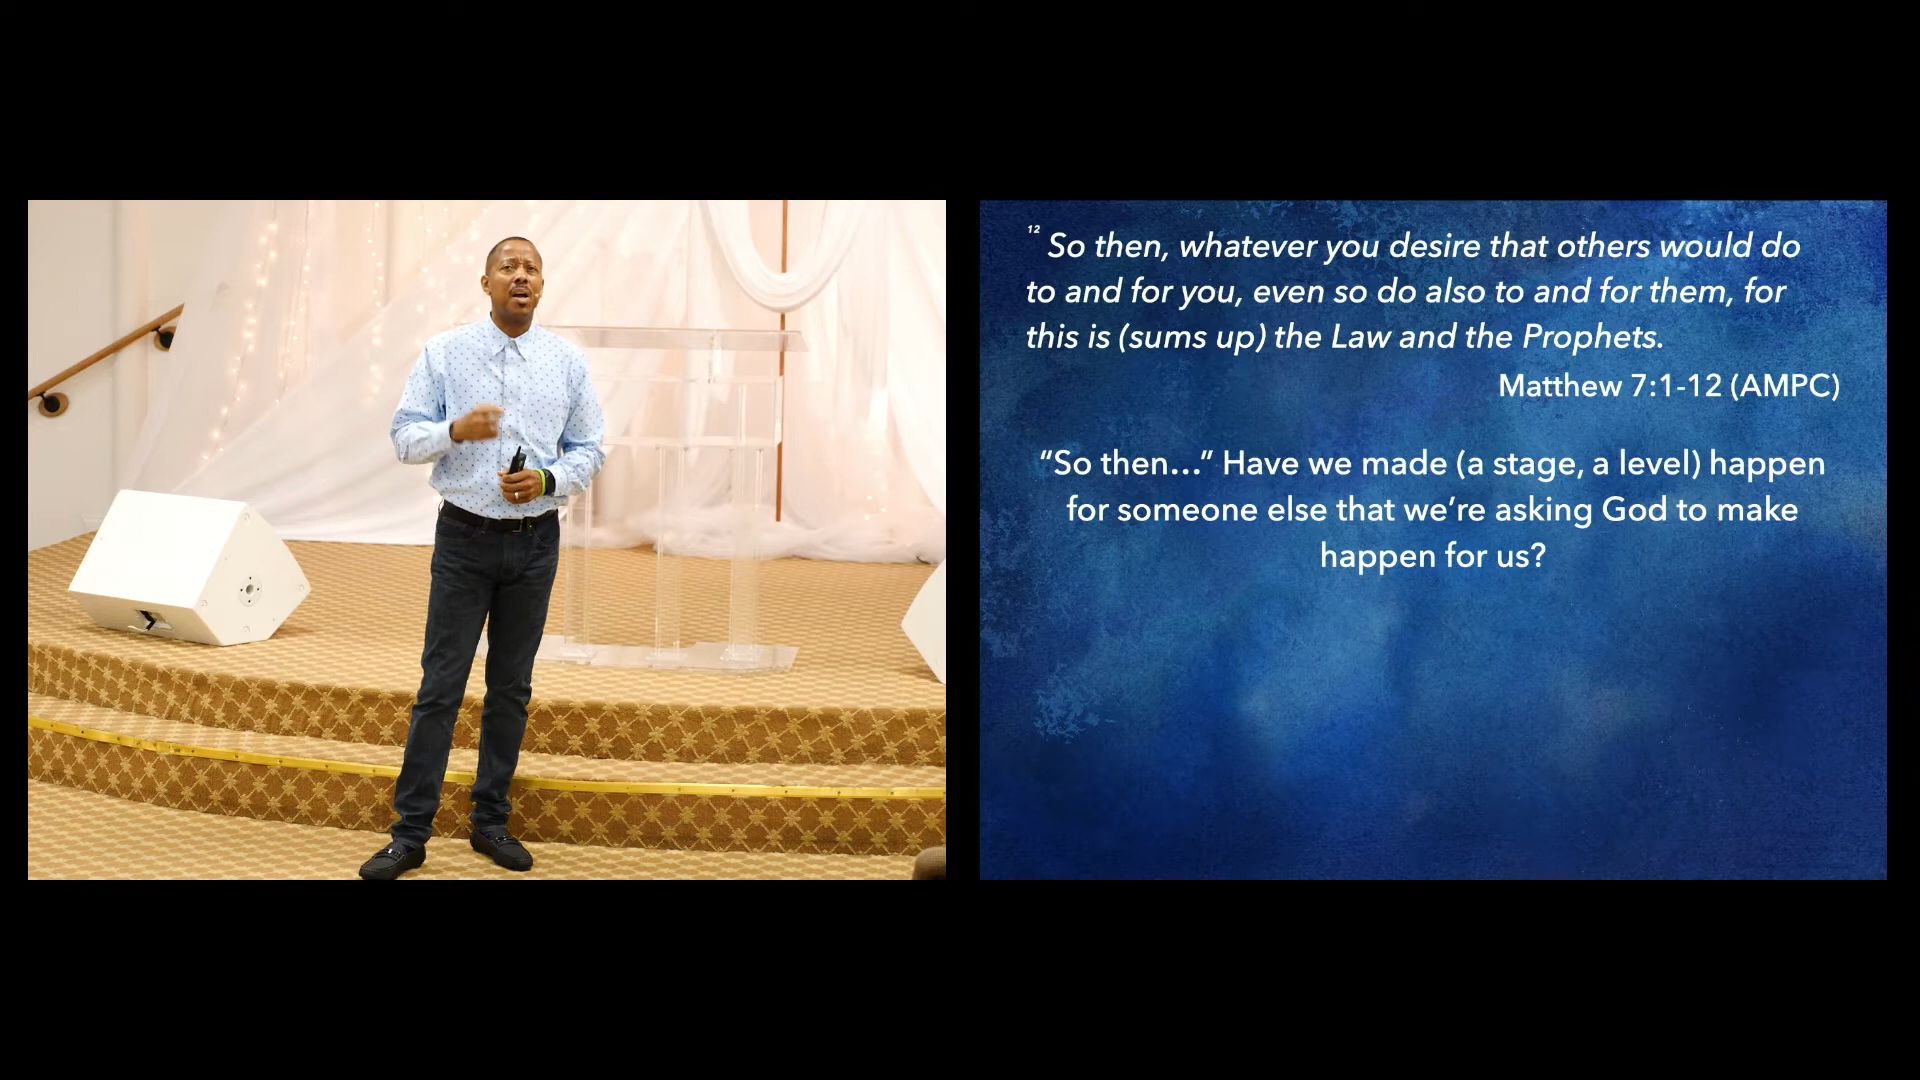 12 So then, whatever you desire that others would do
to and for you, even so do also to and for them, for
this is (sums up) the Law and the Prophets.
Matthew 7:1-12 (AMPC)
“So then…” Have we made (a stage, a level) happen
for someone else that we’re asking God to make
happen for us?